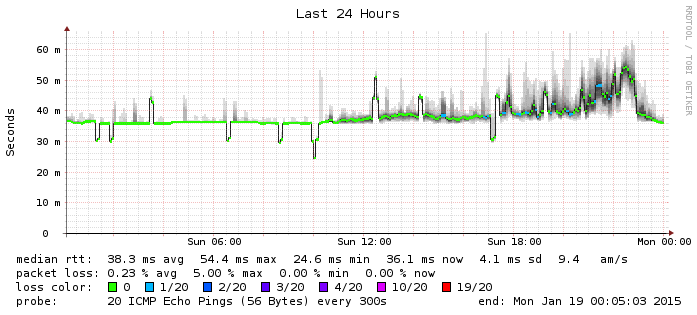 Last 24 Hours
RRDTOOL / TOBI OETIKER
Seconds
60 m
50 m
40 m
30 m
20 m
10 m
0
Sun 06:00 Sun 12:00 Sun 18:00 Mon 00:00
median rtt: 38.3 ms avg 54.4 ms max 24.6 ms min 36.1 ms now 4.1 ms sd 9.4 am/s
packet loss: 0.23 % avg 5.00 % max 0.00 % min 0.00 % now
loss color: 0 1/20 2/20 3/20 4/20 10/20 19/20
probe: 20 ICMP Echo Pings (56 Bytes) every 300s end: Mon Jan 19 00:05:03 2015